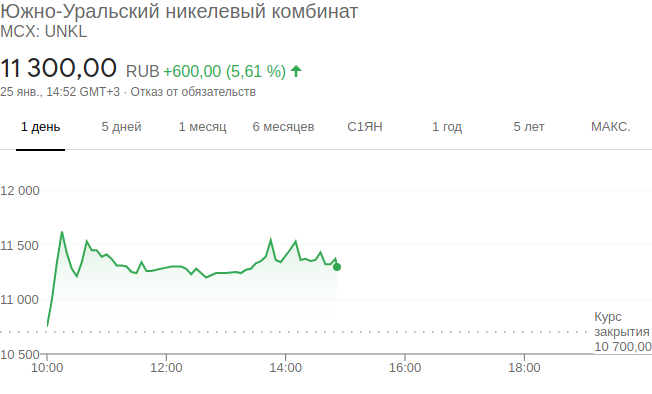 Южно-Уральский никелевый комбинат
MCX: UNKL
11 300,00 RUB +600,00 (5,61 %)
25 янв., 14:52 GMT+3 · Отказ от обязательств
1 день 5 дней 1 месяц 6 месяцев С1ЯН 1 год 5 лет МАКС.
12 000
11 500
11 000
Курс
закрытия
10 700,00
10 500
10:00 12:00 14:00 16:00 18:00